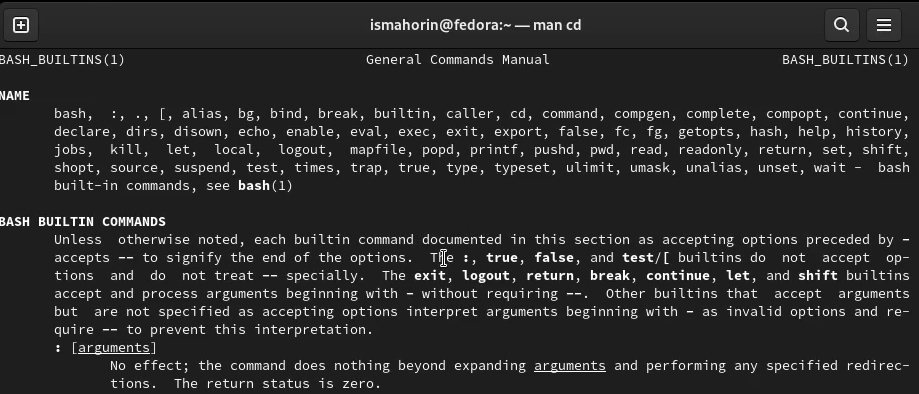 ismahorin@fedora:~ — man cd
BASH_BUILTINS(1) General Commands Manual BASH_BUILTINS(1)
NAME
bash, :, ., [, alias, bg, bind, break, builtin, caller, cd, command, compgen, complete, compopt, continue,
declare, dirs, disown, echo, enable, eval, exec, exit, export, false, fc, fg, getopts, hash, help, history,
jobs, kill, let, local, logout, mapfile, popd, printf, pushd, pwd, read, readonly, return, set, shift,
shopt, source, suspend, test, times, trap, true, type, typeset, ulimit, umask, unalias, unset, wait - bash
built-in commands, see bash(1)
BASH BUILTIN COMMANDS
Unless otherwise noted, each builtin command documented in this section as accepting options preceded by -
accepts -- to signify the end of the options. The :, true, false, and test/[ builtins do not accept op-
tions and do not treat -- specially. The exit, logout, return, break, continue, let, and shift builtins
accept and process arguments beginning with - without requiring --. Other builtins that accept arguments
but are not specified as accepting options interpret arguments beginning with - as invalid options and re-
quire -- to prevent this interpretation.
: [arguments]
No effect; the command does nothing beyond expanding arguments and performing any specified redirec-
tions. The return status is zero.